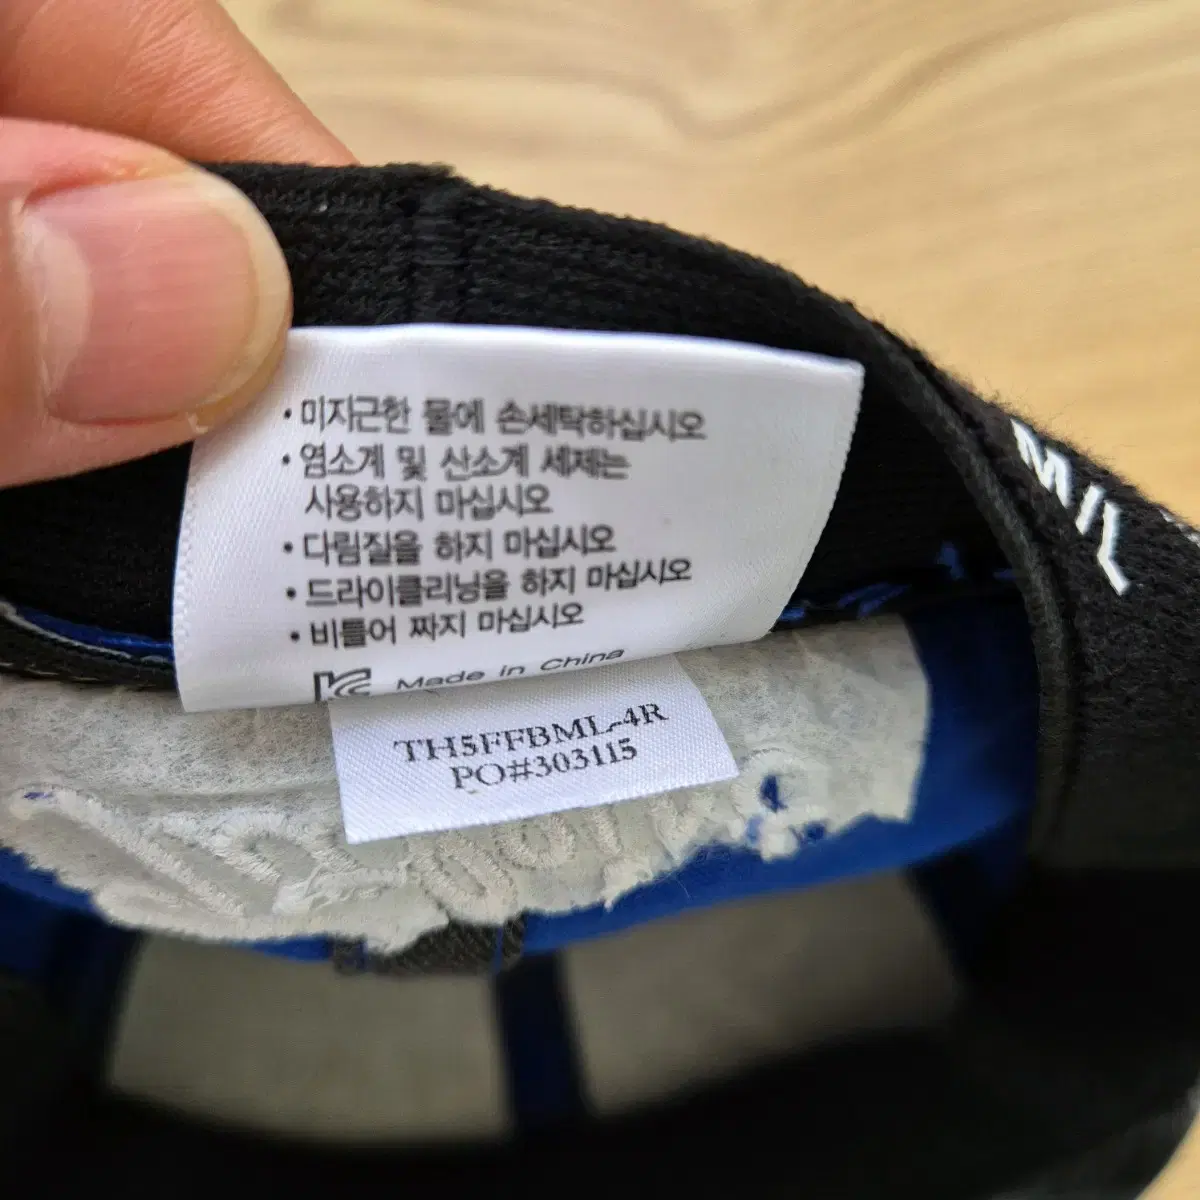 · 미지근한 물에 손세탁하십시오
· 염소계 및 산소계 세제는
사용하지 마십시오
· 다림질을 하지 마십시오
· 드라이클리닝을 하지 마십시오
· 비틀어 짜지 마십시오
Made in China
TH5FFBML-4R
PO#303115